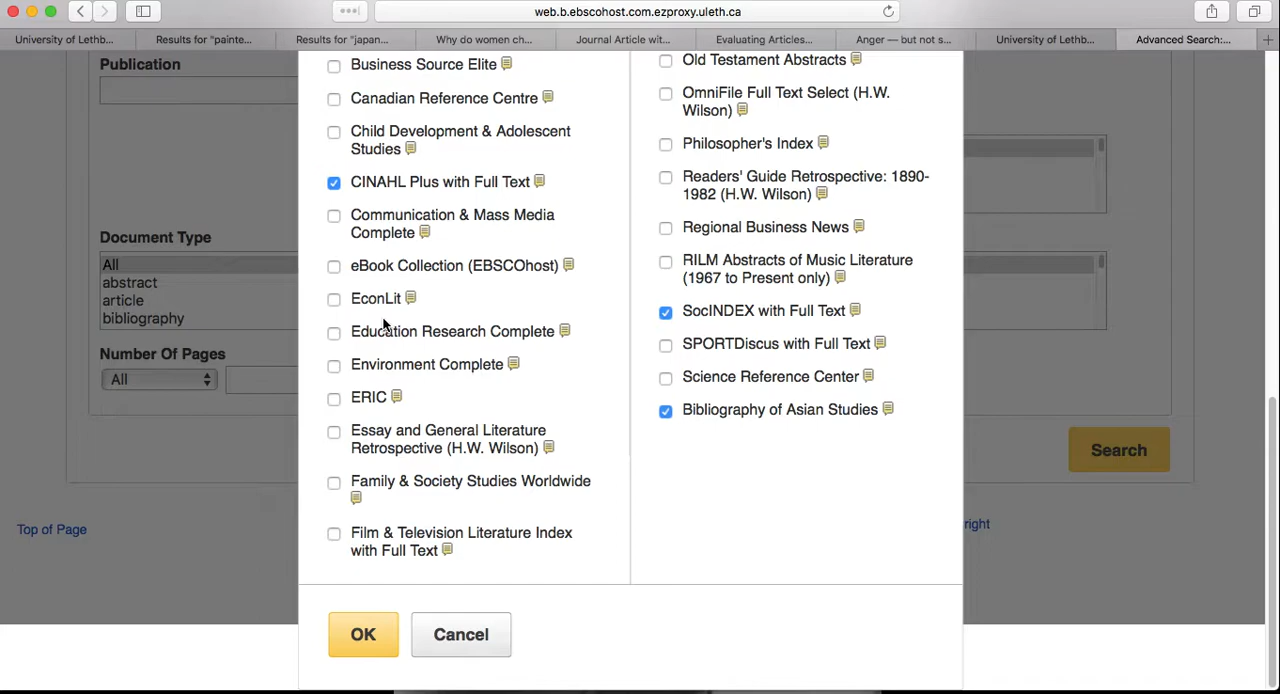 web.b.ebscohost.com.ezproxy.uleth.ca
University of Lethb...
Results for "painte...
Results for "japan...
Why do women ch...
Journal Article wit...
Evaluating Articles...
Anger — but not s...
University of Lethb...
Advanced Search:...
Publication
Document Type
All
abstract
article
bibliography
Number Of Pages
All
Top of Page
Business Source Elite
Canadian Reference Centre
Child Development & Adolescent
Studies
CINAHL Plus with Full Text
Communication & Mass Media
Complete
eBook Collection (EBSCOhost)
EconLit
Education Research Complete
Environment Complete
ERIC
Essay and General Literature
Retrospective (H.W. Wilson)
Family & Society Studies Worldwide
Film & Television Literature Index
with Full Text
Old Testament Abstracts
OmniFile Full Text Select (H.W.
Wilson)
Philosopher's Index
Readers' Guide Retrospective: 1890-
1982 (H.W. Wilson)
Regional Business News
RILM Abstracts of Music Literature
(1967 to Present only)
SocINDEX with Full Text
SPORTDiscus with Full Text
Science Reference Center
Bibliography of Asian Studies
Search
right
OK
Cancel